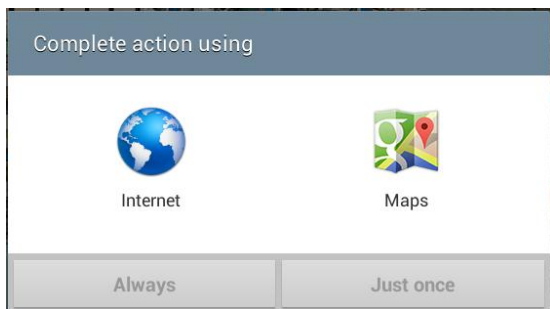 Complete action using
Internet
Maps
Always
Just once